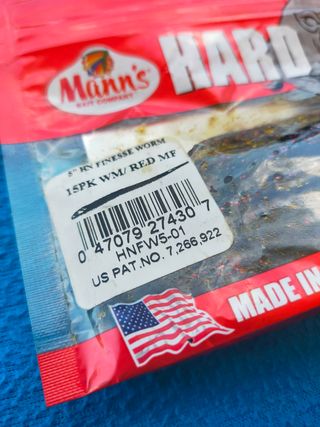 Mann's
BAIT COMPANY
HARD
5" HN FINESSE WORM
15PK WM/ RED MF
0 47079 27430 7
HNFW5-01
US PAT.NO. 7,266,922
MADE IN